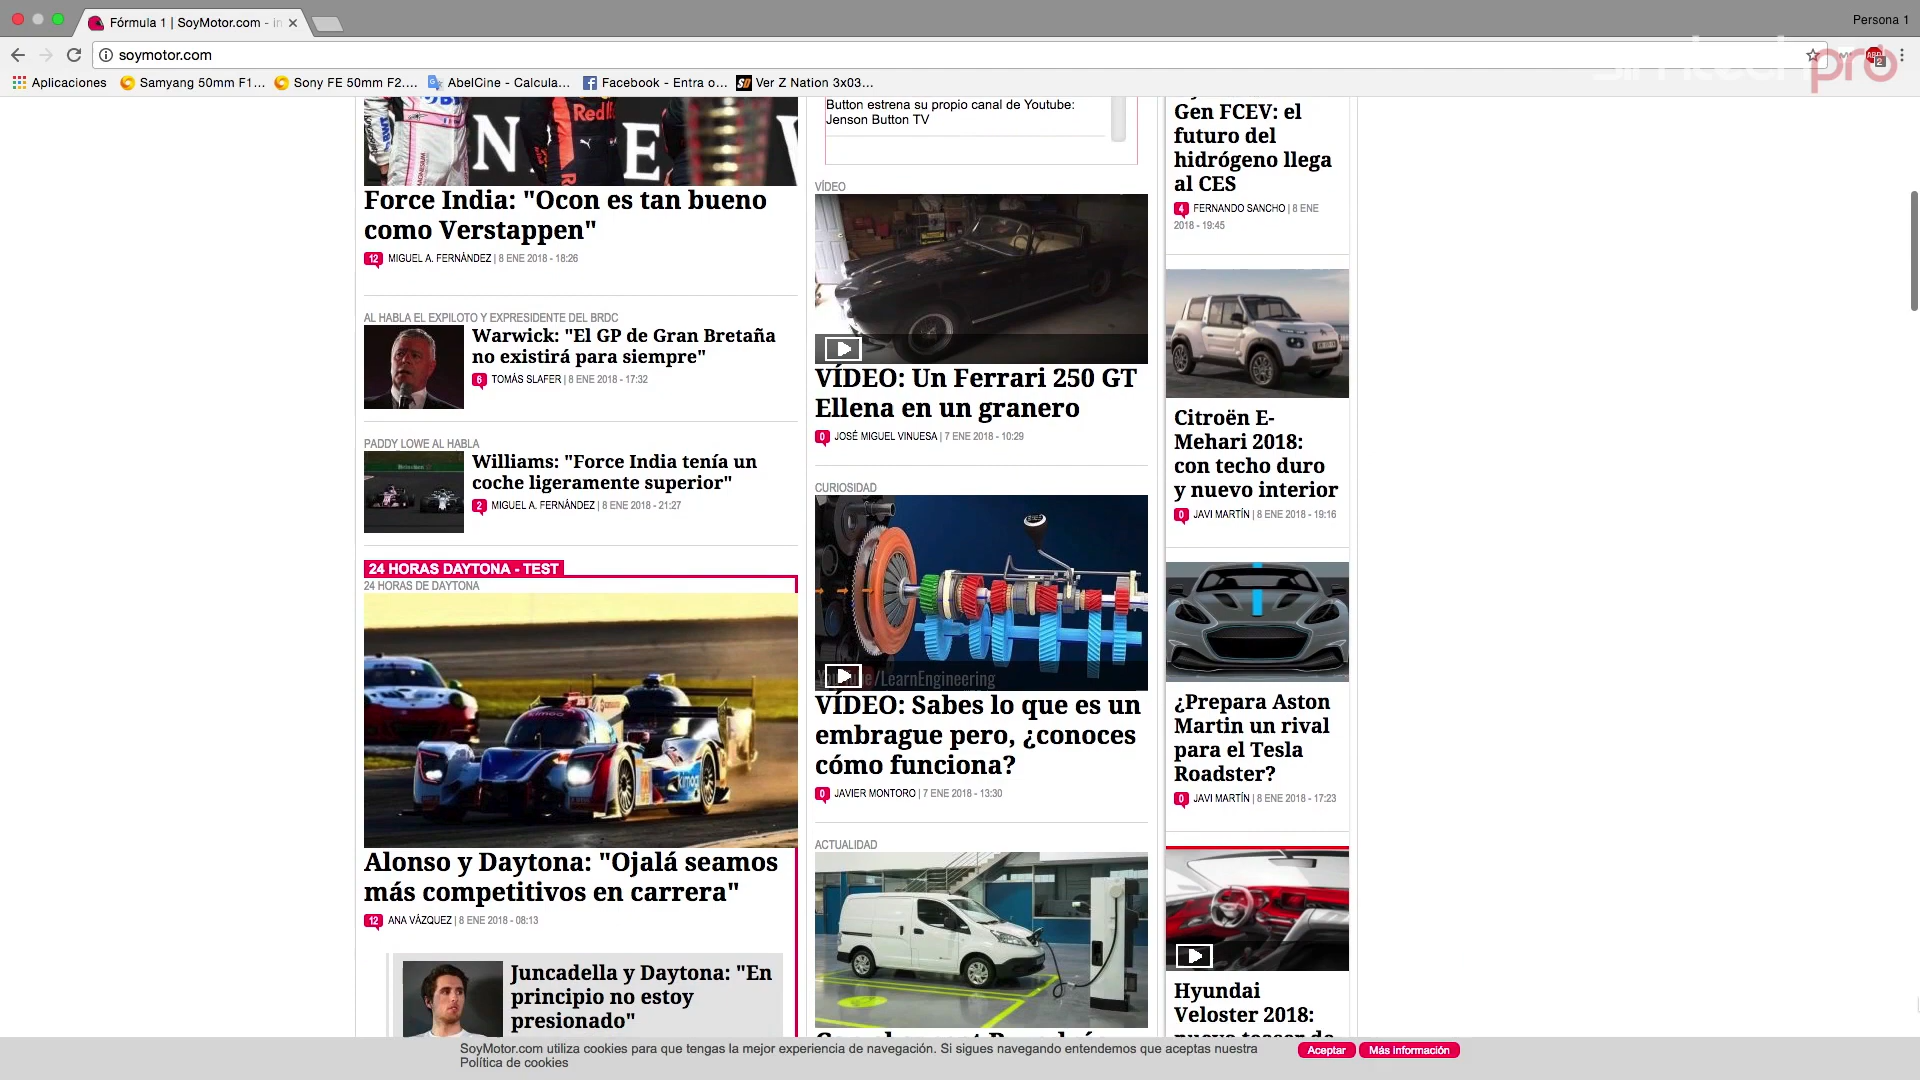 Fórmula 1 | SoyMotor.com - in
Persona 1
soymotor.com
pro
Aplicaciones
Samyang 50mm F1...
Sony FE 50mm F2....
AbelCine - Calcula...
Facebook - Entra o...
Ver Z Nation 3x03...
Force India: "Ocon es tan bueno
como Verstappen"
12 MIGUEL A. FERNÁNDEZ | 8 ENE 2018 - 18:26
AL HABLA EL EXPILOTO Y EXPRESIDENTE DEL BRDC
Warwick: "El GP de Gran Bretaña
no existirá para siempre"
6 TOMÁS SLAFER | 8 ENE 2018 - 17:32
PADDY LOWE AL HABLA
Williams: "Force India tenía un
coche ligeramente superior"
2 MIGUEL A. FERNÁNDEZ | 8 ENE 2018 - 21:27
24 HORAS DAYTONA - TEST
24 HORAS DE DAYTONA
Alonso y Daytona: "Ojalá seamos
más competitivos en carrera"
12 ANA VÁZQUEZ | 8 ENE 2018 - 08:13
Juncadella y Daytona: "En
principio no estoy
presionado"
Button estrena su propio canal de Youtube:
Jenson Button TV
VÍDEO
VÍDEO: Un Ferrari 250 GT
Ellena en un granero
0 JOSÉ MIGUEL VINUESA | 7 ENE 2018 - 10:29
CURIOSIDAD
/LearnEngineering
VÍDEO: Sabes lo que es un
embrague pero, ¿conoces
cómo funciona?
0 JAVIER MONTORO | 7 ENE 2018 - 13:30
ACTUALIDAD
Gen FCEV: el
futuro del
hidrógeno llega
al CES
4 FERNANDO SANCHO | 8 ENE
2018 - 19:45
Citroën E-
Mehari 2018:
con techo duro
y nuevo interior
0 JAVI MARTÍN | 8 ENE 2018 - 19:16
¿Prepara Aston
Martin un rival
para el Tesla
Roadster?
0 JAVI MARTÍN | 8 ENE 2018 - 17:23
Hyundai
Veloster 2018:
SoyMotor.com utiliza cookies para que tengas la mejor experiencia de navegación. Si sigues navegando entendemos que aceptas nuestra
Política de cookies
Aceptar
Más información